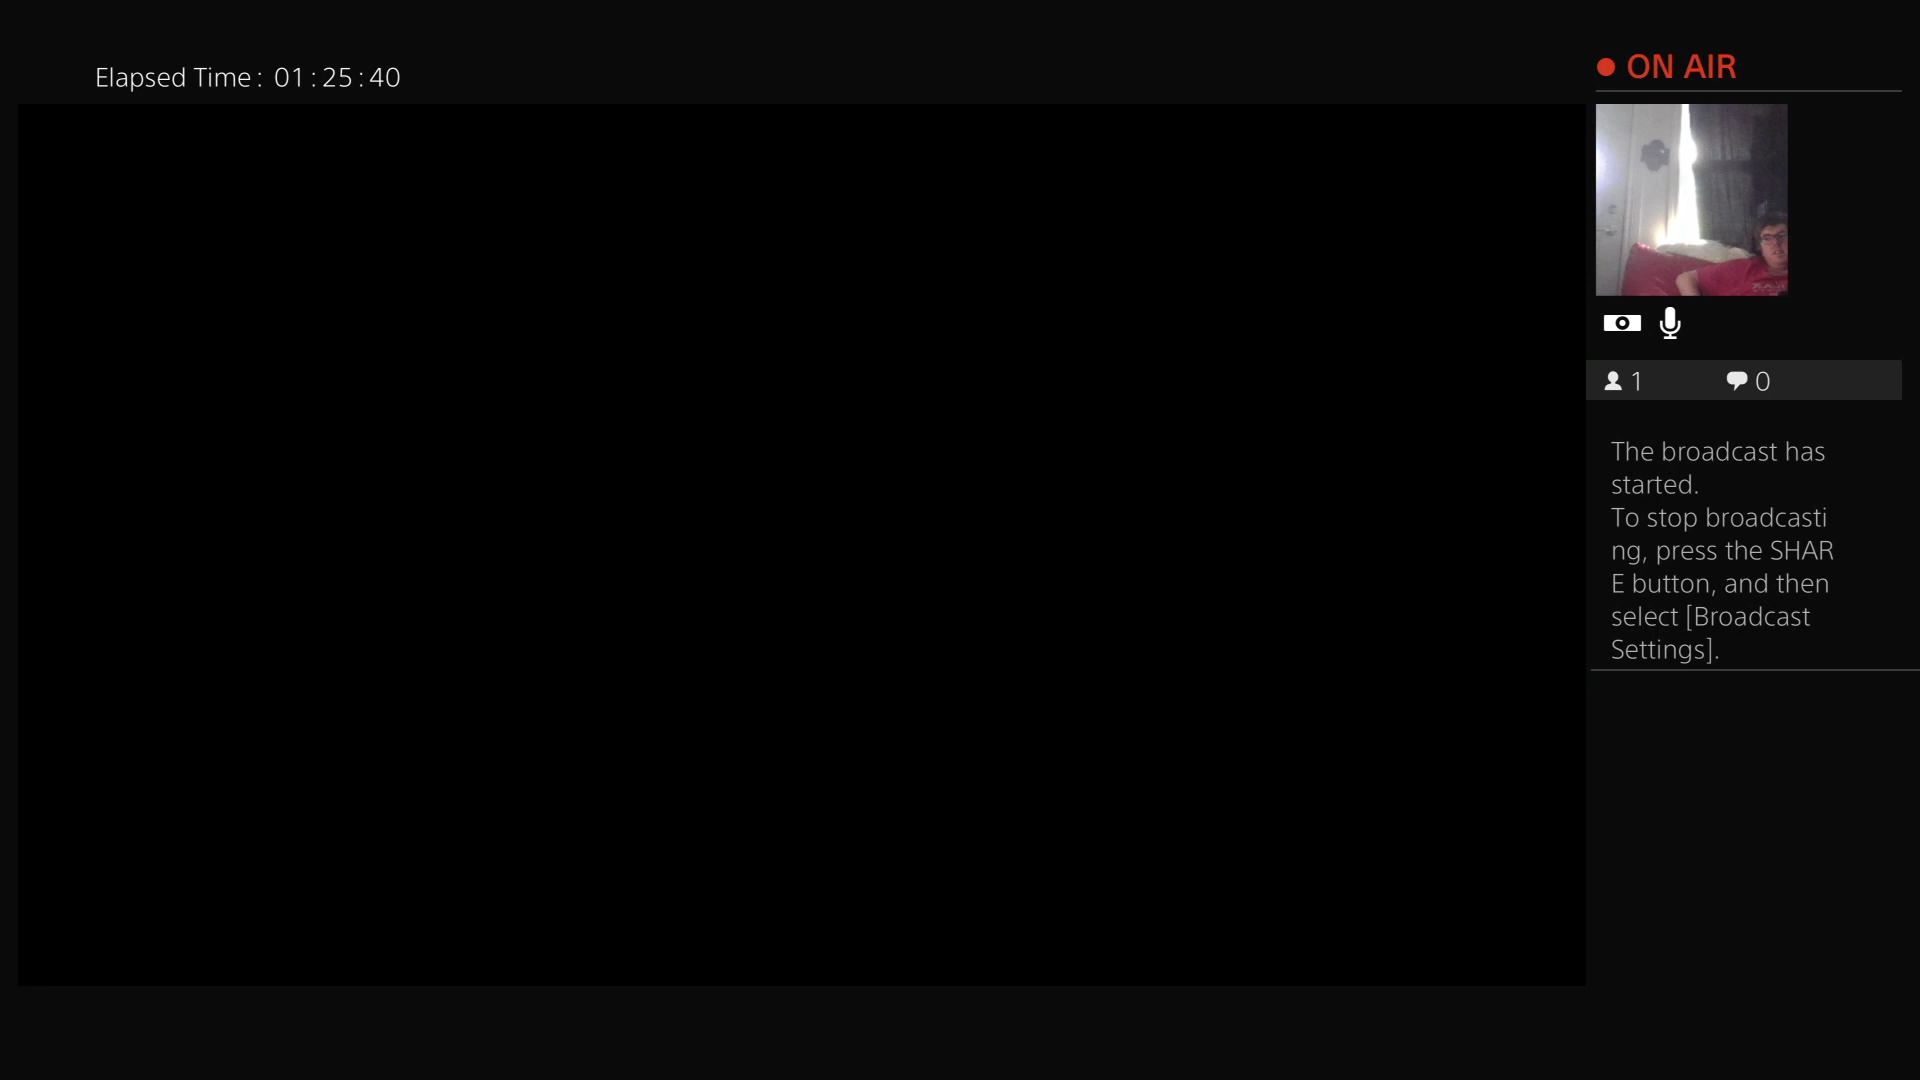 Elapsed Time : 01 : 25 : 40
ON AIR
1
0
The broadcast has
started.
To stop broadcasti
ng, press the SHAR
E button, and then
select [Broadcast
Settings].